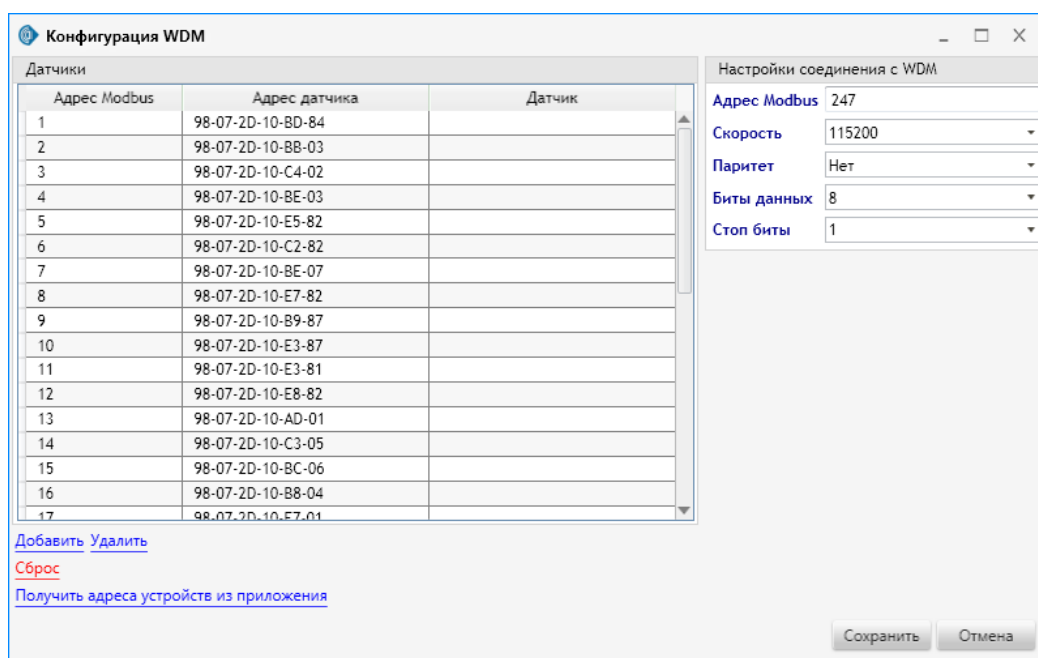 Конфигурация WDM
Датчики
Адрес Modbus Адрес датчика Датчик
1 98-07-2D-10-BD-84
2 98-07-2D-10-BB-03
3 98-07-2D-10-C4-02
4 98-07-2D-10-BE-03
5 98-07-2D-10-E5-82
6 98-07-2D-10-C2-82
7 98-07-2D-10-BE-07
8 98-07-2D-10-E7-82
9 98-07-2D-10-B9-87
10 98-07-2D-10-E3-87
11 98-07-2D-10-E3-81
12 98-07-2D-10-E8-82
13 98-07-2D-10-AD-01
14 98-07-2D-10-C3-05
15 98-07-2D-10-BC-06
16 98-07-2D-10-B8-04
17 98-07-2D-10-E7-01
Добавить Удалить
Сброс
Получить адреса устройств из приложения
Настройки соединения с WDM
Адрес Modbus 247
Скорость 115200
Паритет Нет
Биты данных 8
Стоп биты 1
Сохранить Отмена